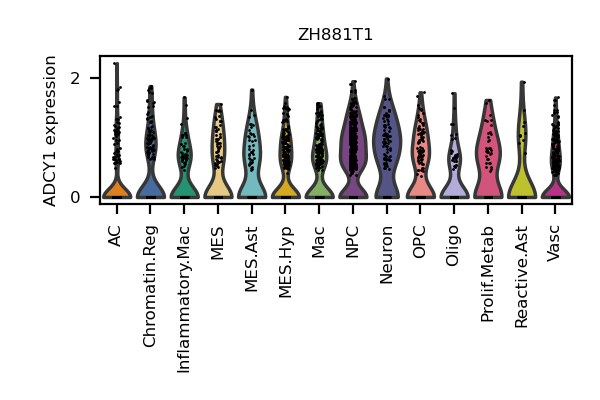 ZH881T1
ADCY1 expression
2
0
AC
Chromatin.Reg
Inflammatory.Mac
MES
MES.Ast
MES.Hyp
Mac
NPC
Neuron
OPC
Oligo
Prolif.Metab
Reactive.Ast
Vasc